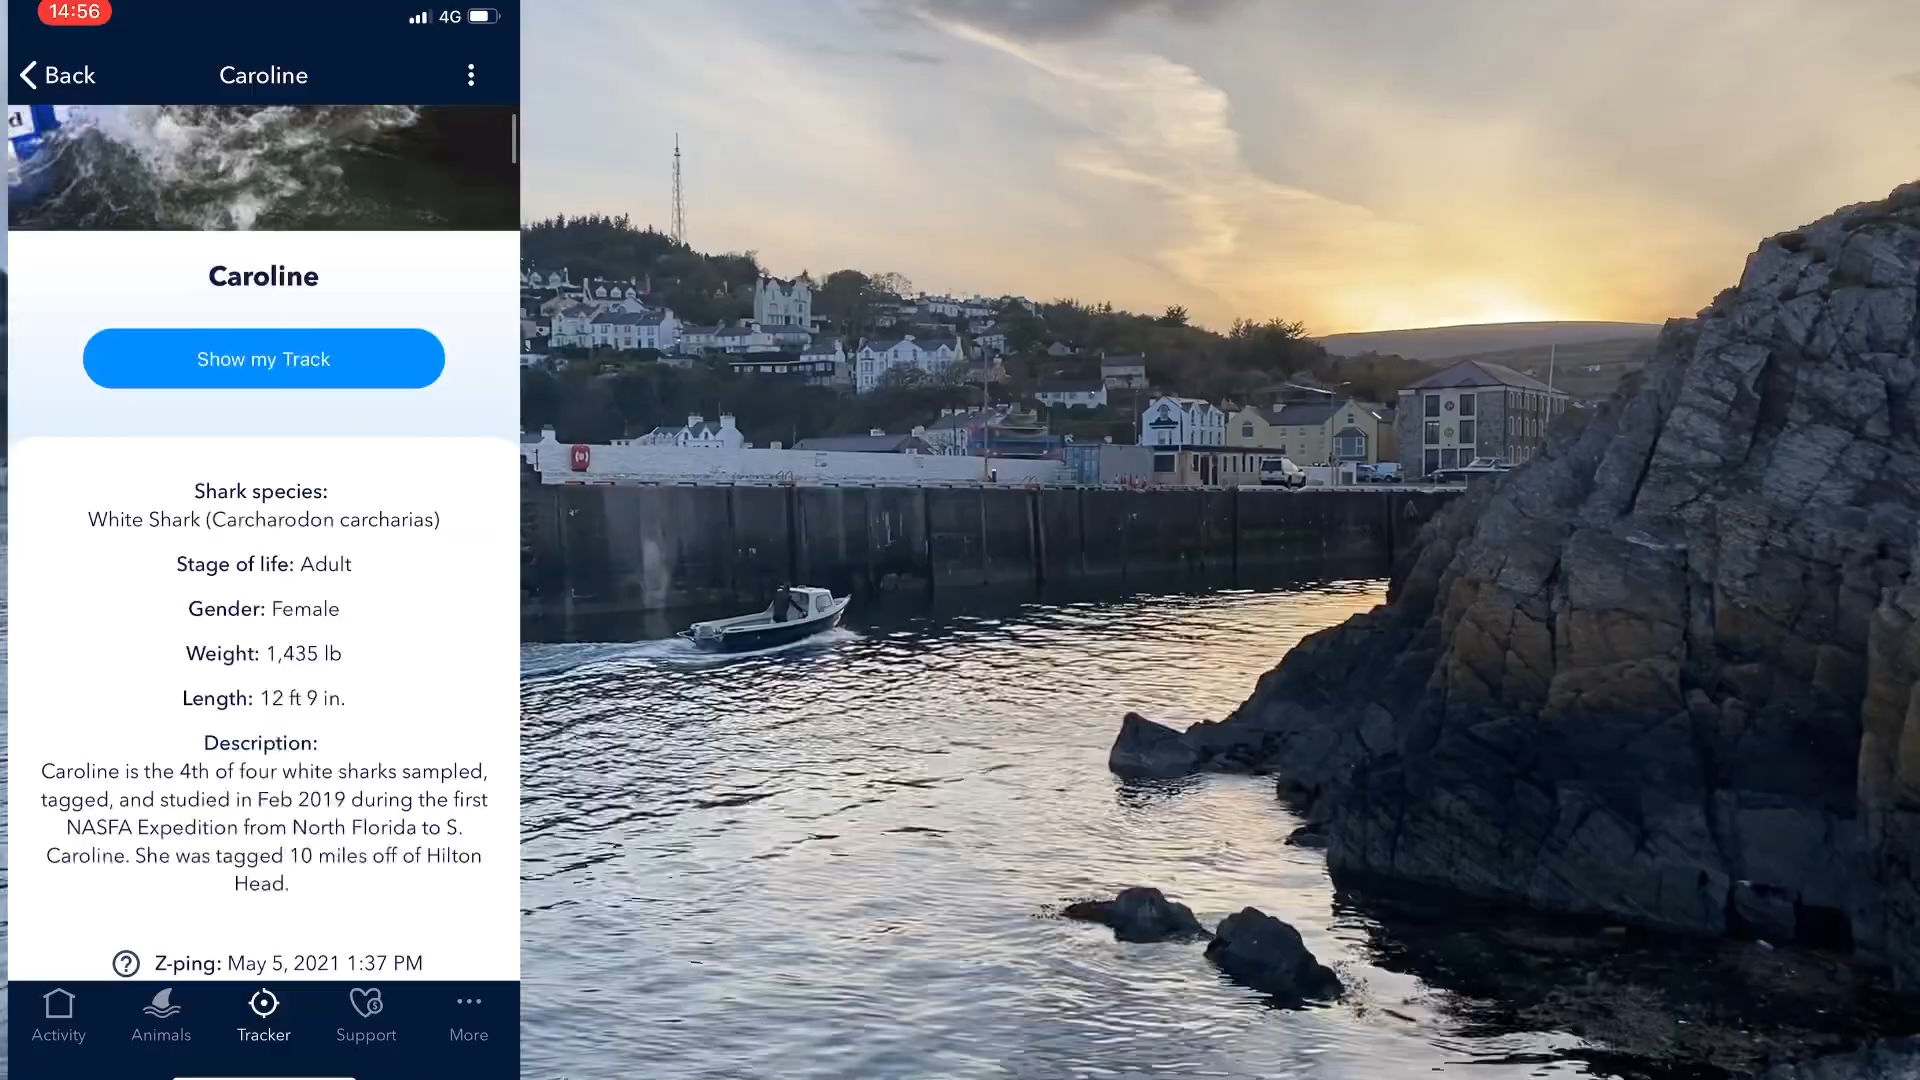 14:56
4G
Back
Caroline
d
Caroline
Show my Track
Shark species:
White Shark (Carcharodon carcharias)
Stage of life: Adult
Gender: Female
Weight: 1,435 lb
Length: 12 ft 9 in.
Description:
Caroline is the 4th of four white sharks sampled,
tagged, and studied in Feb 2019 during the first
NASFA Expedition from North Florida to S.
Caroline. She was tagged 10 miles off of Hilton
Head.
? Z-ping: May 5, 2021 1:37 PM
Activity
Animals
Tracker
Support
More